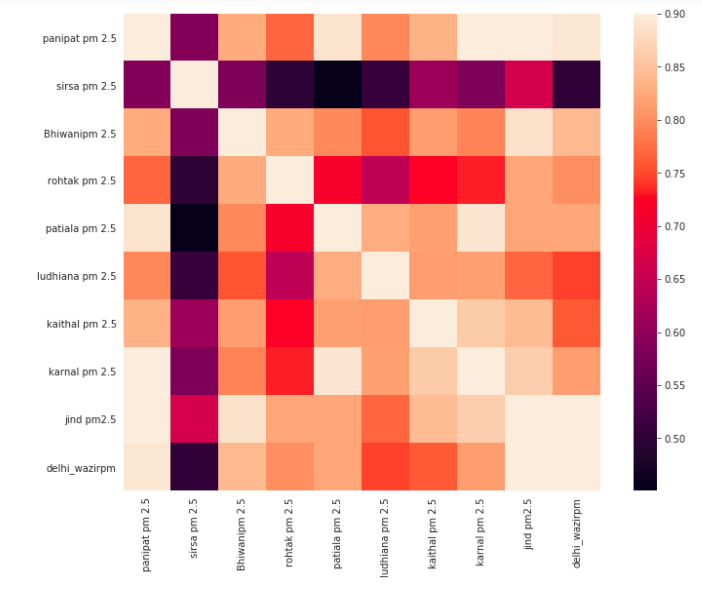 panipat pm 2.5
sirsa pm 2.5
Bhiwanipm 2.5
rohtak pm 2.5
patiala pm 2.5
ludhiana pm 2.5
kaithal pm 2.5
karnal pm 2.5
jind pm2.5
delhi_wazirpm
panipat pm 2.5
sirsa pm 2.5
Bhiwanipm 2.5
rohtak pm 2.5
patiala pm 2.5
ludhiana pm 2.5
kaithal pm 2.5
karnal pm 2.5
jind pm2.5
delhi_wazirpm
0.90
0.85
0.80
0.75
0.70
0.65
0.60
0.55
0.50